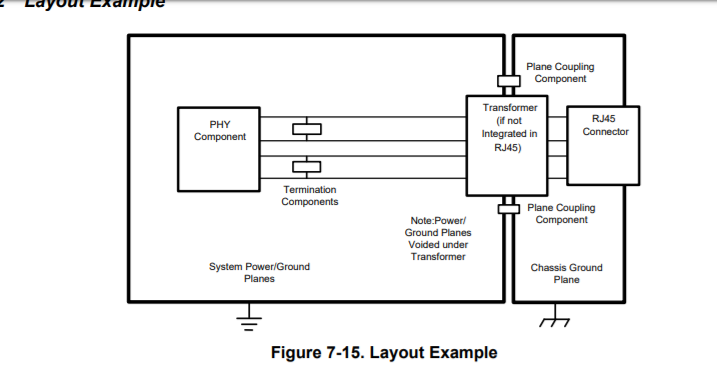 Layout Example
Plane Coupling
Component
Transformer
(if not
Integrated in
RJ45)
RJ45
Connector
PHY
Component
Termination
Components
Plane Coupling
Component
Note:Power/
Ground Planes
Voided under
Transformer
System Power/Ground
Planes
Chassis Ground
Plane
Figure 7-15. Layout Example